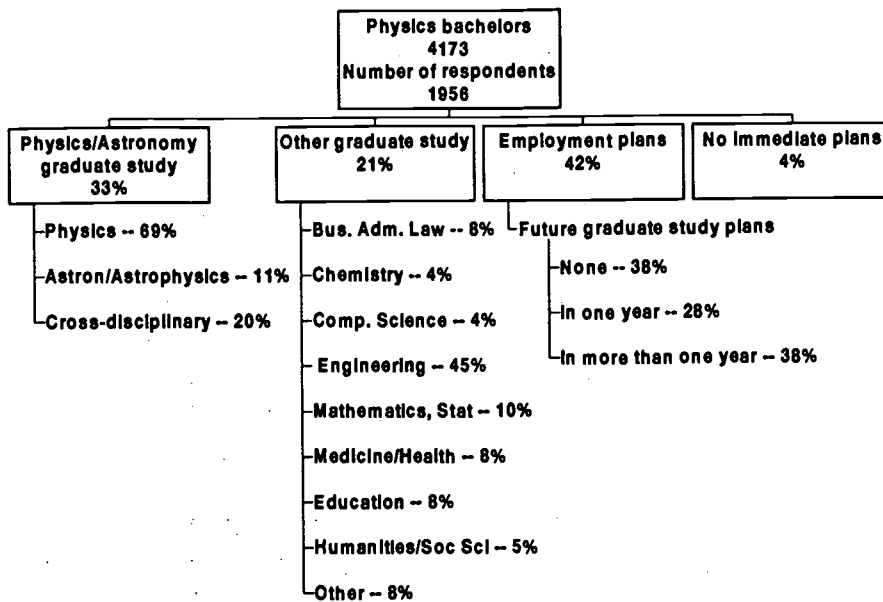 Physics bachelors
4173
Number of respondents
1956
Physics/Astronomy
graduate study
33%
Physics -- 69%
Astron/Astrophysics -- 11%
Cross-disciplinary -- 20%
Other graduate study
21%
Bus. Adm. Law -- 8%
Chemistry -- 4%
Comp. Science -- 4%
Engineering -- 45%
Mathematics, Stat -- 10%
Medicine/Health -- 8%
Education -- 8%
Humanities/Soc Sci -- 5%
Other -- 8%
Employment plans
42%
Future graduate study plans
None -- 38%
In one year -- 28%
In more than one year -- 38%
No immediate plans
4%